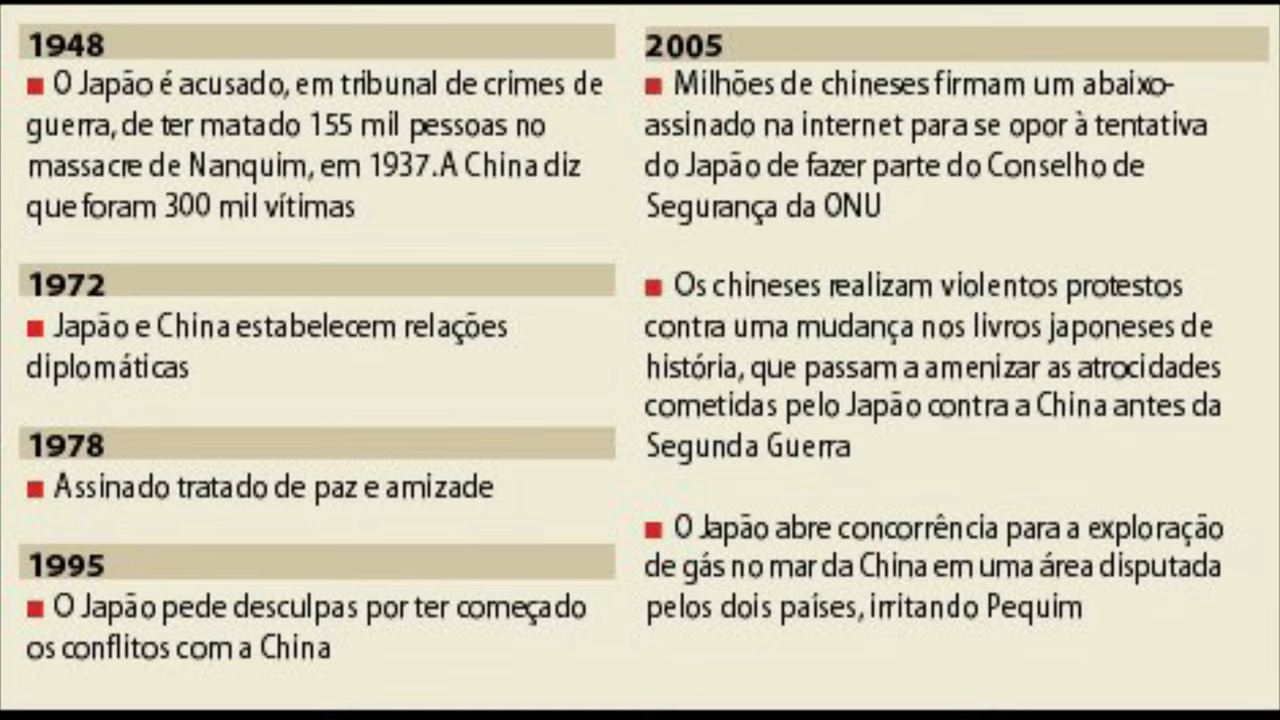 1948
O Japão é acusado, em tribunal de crimes de
guerra, de ter matado 155 mil pessoas no
massacre de Nanquim, em 1937. A China diz
que foram 300 mil vítimas
1972
Japão e China estabelecem relações
diplomáticas
1978
Assinado tratado de paz e amizade
1995
O Japão pede desculpas por ter começado
os conflitos com a China
2005
Milhões de chineses firmam um abaixo-
assinado na internet para se opor à tentativa
do Japão de fazer parte do Conselho de
Segurança da ONU
Os chineses realizam violentos protestos
contra uma mudança nos livros japoneses de
história, que passam a amenizar as atrocidades
cometidas pelo Japão contra a China antes da
Segunda Guerra
O Japão abre concorrência para a exploração
de gás no mar da China em uma área disputada
pelos dois países, irritando Pequim